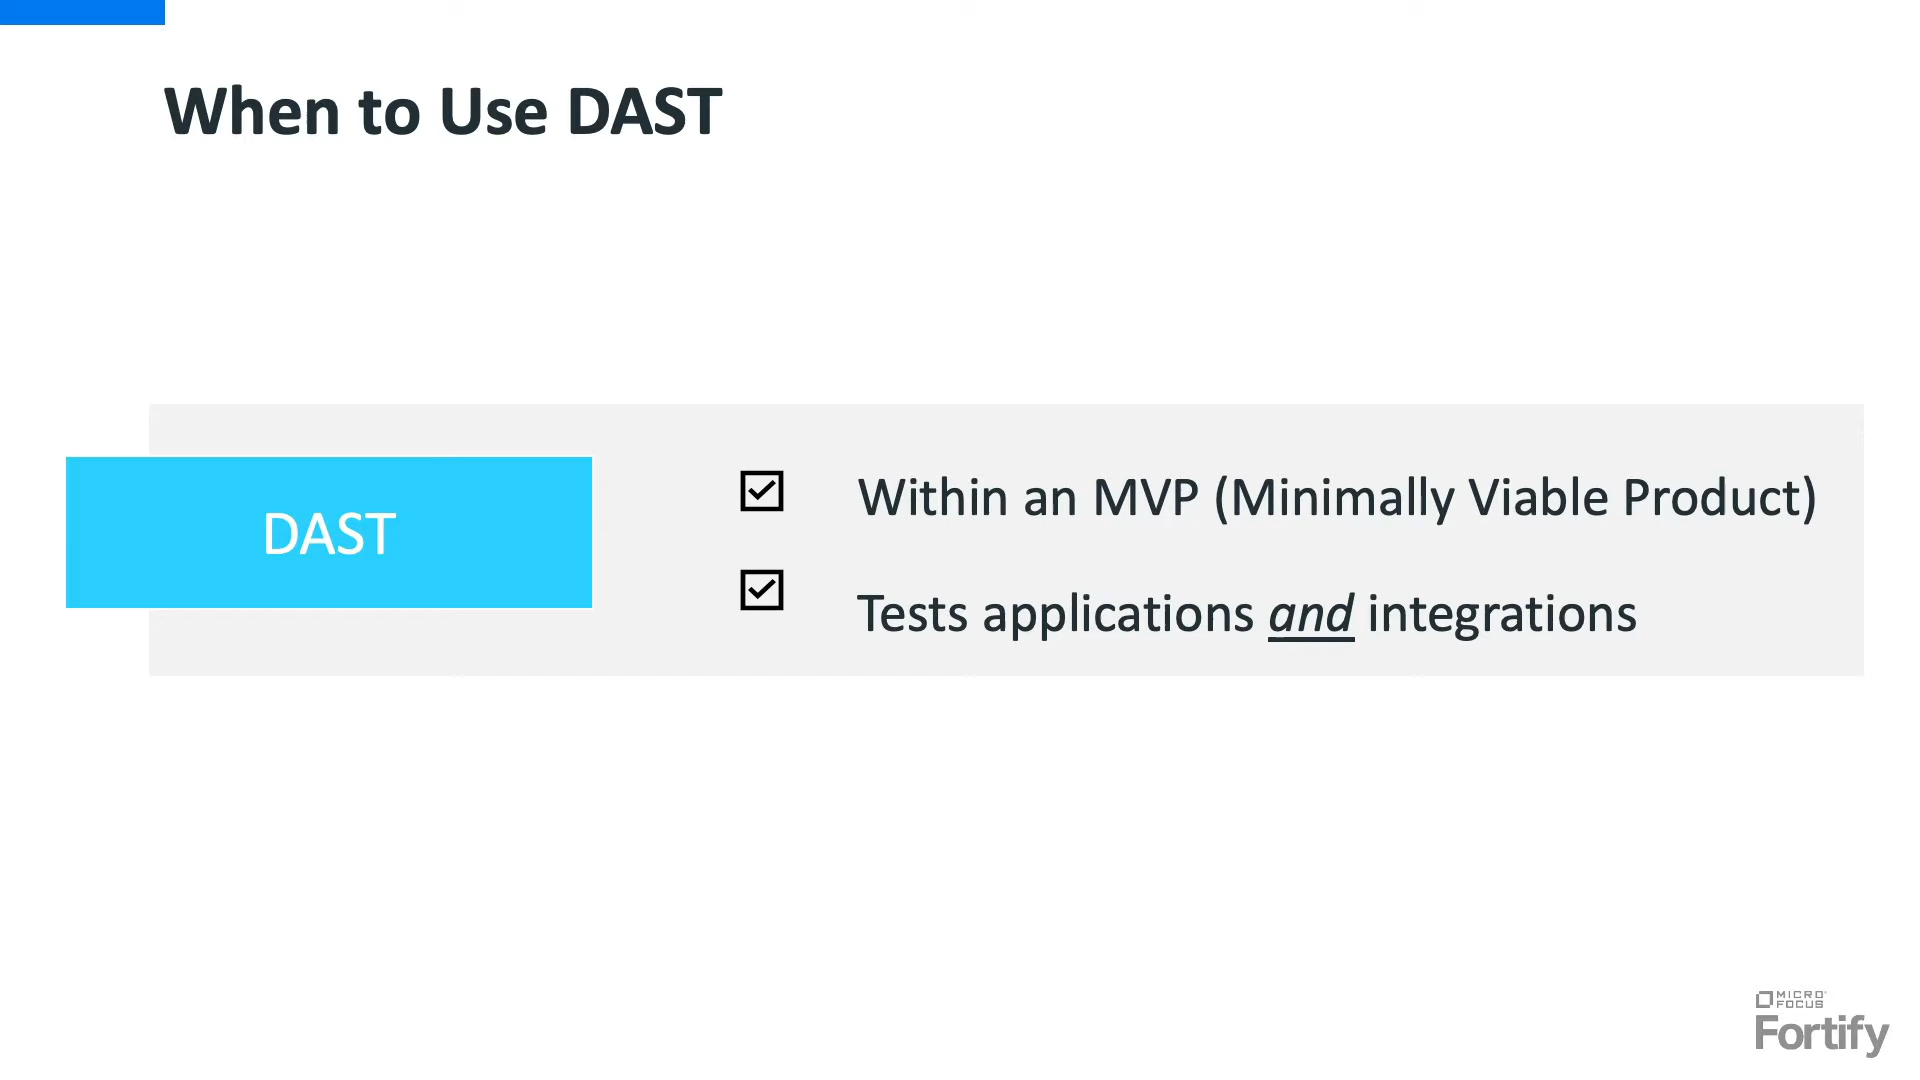 When to Use DAST
DAST
Within an MVP (Minimally Viable Product)
Tests applications and integrations
MICRO
FOCUS
Fortify